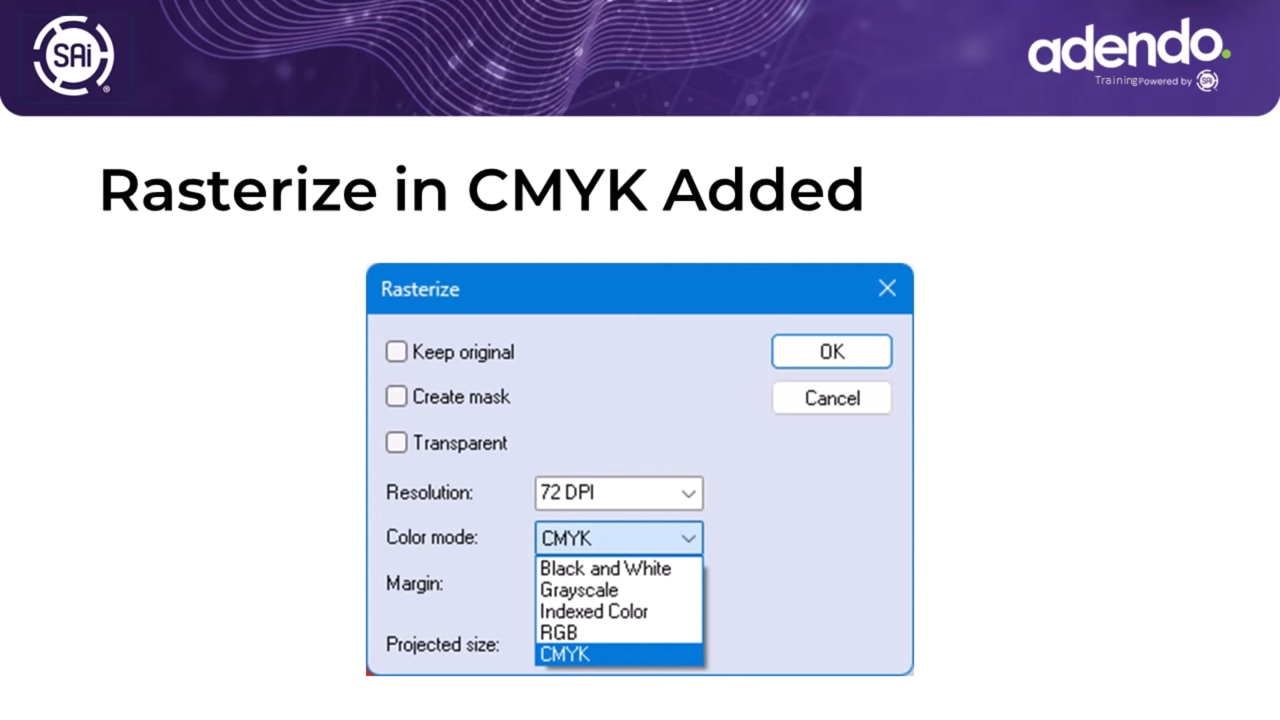 SAi
®
adendo.
Training Powered by SAi
Rasterize in CMYK Added
Rasterize
Keep original
OK
Create mask
Cancel
Transparent
Resolution: 72 DPI
Color mode: CMYK
Black and White
Margin:
Grayscale
Indexed Color
RGB
Projected size:
CMYK